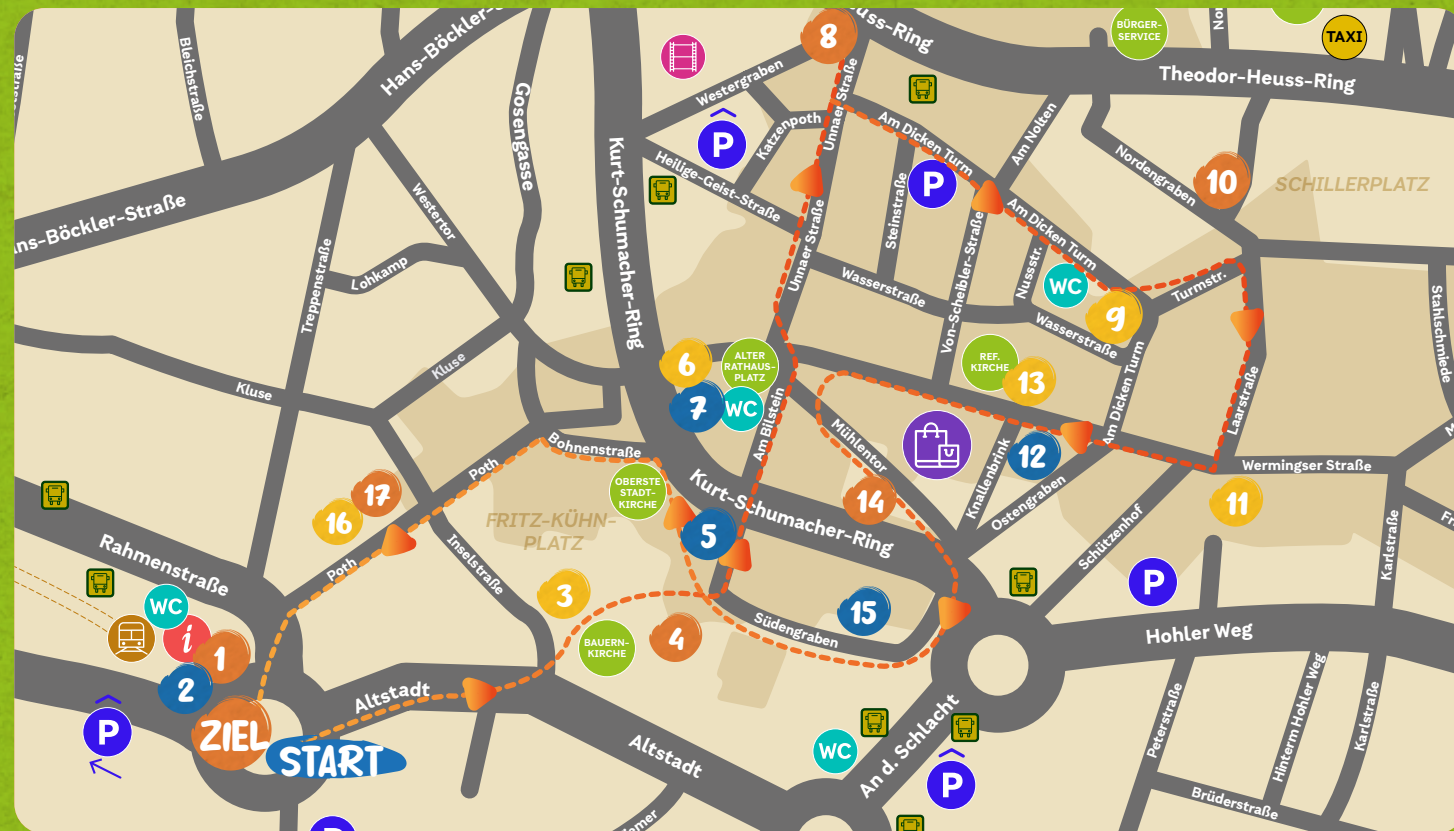 8
uss-Ring
BÜRGER-
SERVICE
No
TAXI
Theodor-Heuss-Ring
Hans-Böckler-S
Bleichstraße
straße
Gosengasse
Westergraben
Unnaer Straße
Katzenpoth
P
Am Dicken Turm
P
Am Nolten
Nordengraben
10
SCHILLERPLATZ
Kurt-Schumacher-Ring
Heilige-Geist-Straße
Steinstraße
Am Dicken Turm
ns-Böckler-Straße
Westertor
Treppenstraße
Lohkamp
Unnaer Straße
Wasserstraße
Von-Scheibler-Straße
Nussstr.
WC
9
Turmstr.
Wasserstraße
Stahlschmiede
Kluse
Kluse
6
ALTER
RATHAUS-
PLATZ
7
WC
REF.
KIRCHE
13
Am Dicken Turm
Laarstraße
Am Bilstein
Mühlentor
12
Knallenbrink
Ostengraben
Wermingser Straße
11
Bohnenstraße
Poth
OBERSTE
STADT-
KIRCHE
17
16
FRITZ-KÜHN-
PLATZ
Kurt-Schumacher-Ring
14
5
Schützenhof
Karlstraße
Fr
Rahmenstraße
Poth
Inselstraße
WC
i
1
2
3
4
BAUERN-
KIRCHE
15
Südengraben
P
Hohler Weg
Altstadt
ZIEL
START
P
Altstadt
WC
An d. Schlacht
P
Peterstraße
Hinterm Hohler Weg
Karlstraße
Brüderstraße